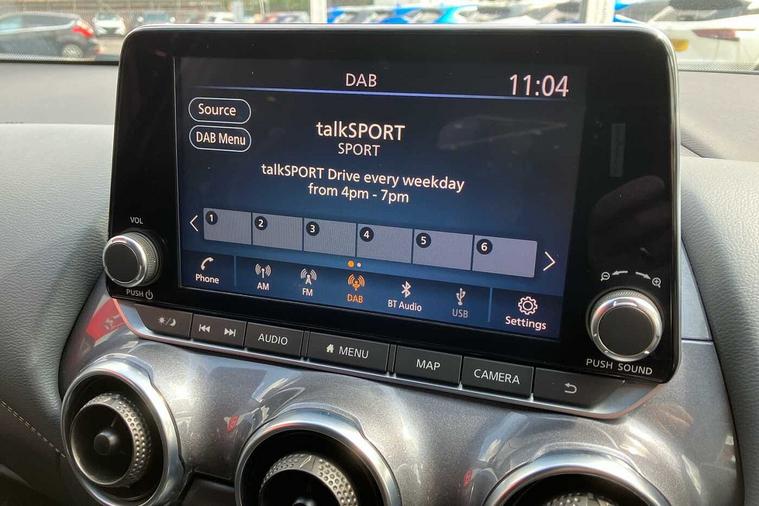 DAB
11:04
Source
DAB Menu
talkSPORT
SPORT
talkSPORT Drive every weekday
from 4pm - 7pm
1 2 3 4 5 6
VOL
PUSH
Phone
AM
FM
DAB
BT Audio
USB
Settings
PUSH SOUND
AUDIO
MENU
MAP
CAMERA